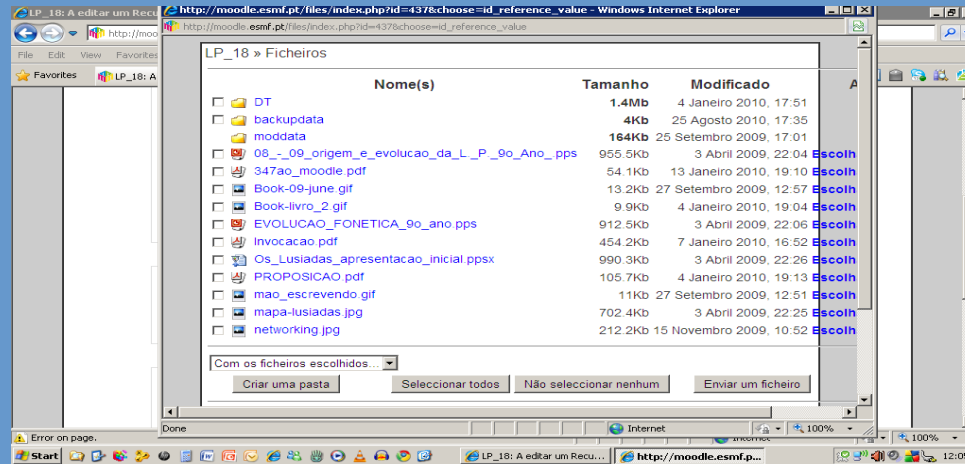 LP_18: A editar um Recu
http://moodle.esmf.pt/files/index.php?id=437&choose=id_reference_value - Windows Internet Explorer
http://moo
http://moodle.esmf.pt/files/index.php?id=437&choose=id_reference_value
File Edit View Favorites
Favorites LP_18: A
LP_18 » Ficheiros
Nome(s) Tamanho Modificado A
DT 1.4Mb 4 Janeiro 2010, 17:51
backupdata 4Kb 25 Agosto 2010, 17:35
moddata 164Kb 25 Setembro 2009, 17:01
08_-_09_origem_e_evolucao_da_L._P._9o_Ano_.pps 955.5Kb 3 Abril 2009, 22:04 Escolh
347ao_moodle.pdf 54.1Kb 13 Janeiro 2010, 19:10 Escolh
Book-09-june.gif 13.2Kb 27 Setembro 2009, 12:57 Escolh
Book-livro_2.gif 9.9Kb 4 Janeiro 2010, 19:04 Escolh
EVOLUCAO_FONETICA_9o_ano.pps 912.5Kb 3 Abril 2009, 22:06 Escolh
Invocacao.pdf 454.2Kb 7 Janeiro 2010, 16:52 Escolh
Os_Lusiadas_apresentacao_inicial.ppsx 990.3Kb 3 Abril 2009, 22:26 Escolh
PROPOSICAO.pdf 105.7Kb 4 Janeiro 2010, 19:13 Escolh
mao_escrevendo.gif 11Kb 27 Setembro 2009, 12:51 Escolh
mapa-lusiadas.jpg 702.4Kb 3 Abril 2009, 22:25 Escolh
networking.jpg 212.2Kb 15 Novembro 2009, 10:52 Escolh
Com os ficheiros escolhidos...
Criar uma pasta Seleccionar todos Não seleccionar nenhum Enviar um ficheiro
Done Internet 100%
Error on page. 100%
Start LP_18: A editar um Recu... http://moodle.esmf.p... 12:05